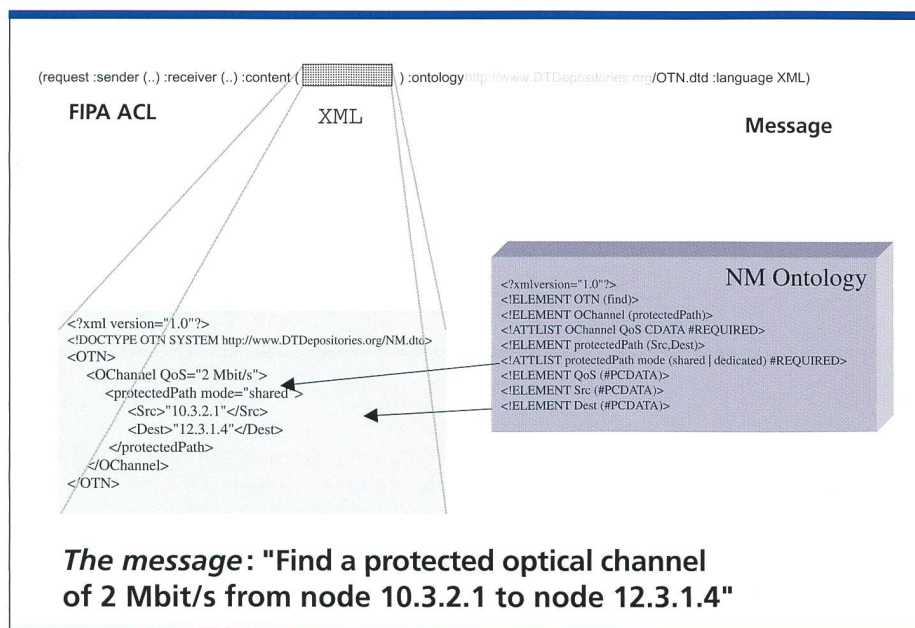 (request :sender (..) :receiver (..) :content ( ) :ontology http://www.DTDepositories.org/OTN.dtd :language XML)
FIPA ACL
XML
Message
<?xml version="1.0"?>
<!DOCTYPE OTN SYSTEM http://www.DTDepositories.org/NM.dtd>
<OTN>
<OChannel QoS="2 Mbit/s">
<protectedPath mode="shared">
<Src>"10.3.2.1"</Src>
<Dest>"12.3.1.4"</Dest>
</protectedPath>
</OChannel>
</OTN>
NM Ontology
<?xmlversion="1.0"?>
<!ELEMENT OTN (find)>
<!ELEMENT OChannel (protectedPath)>
<!ATTLIST OChannel QoS CDATA #REQUIRED>
<!ELEMENT protectedPath (Src,Dest)>
<!ATTLIST protectedPath mode (shared | dedicated) #REQUIRED>
<!ELEMENT QoS (#PCDATA)>
<!ELEMENT Src (#PCDATA)>
<!ELEMENT Dest (#PCDATA)>
The message: "Find a protected optical channel
of 2 Mbit/s from node 10.3.2.1 to node 12.3.1.4"